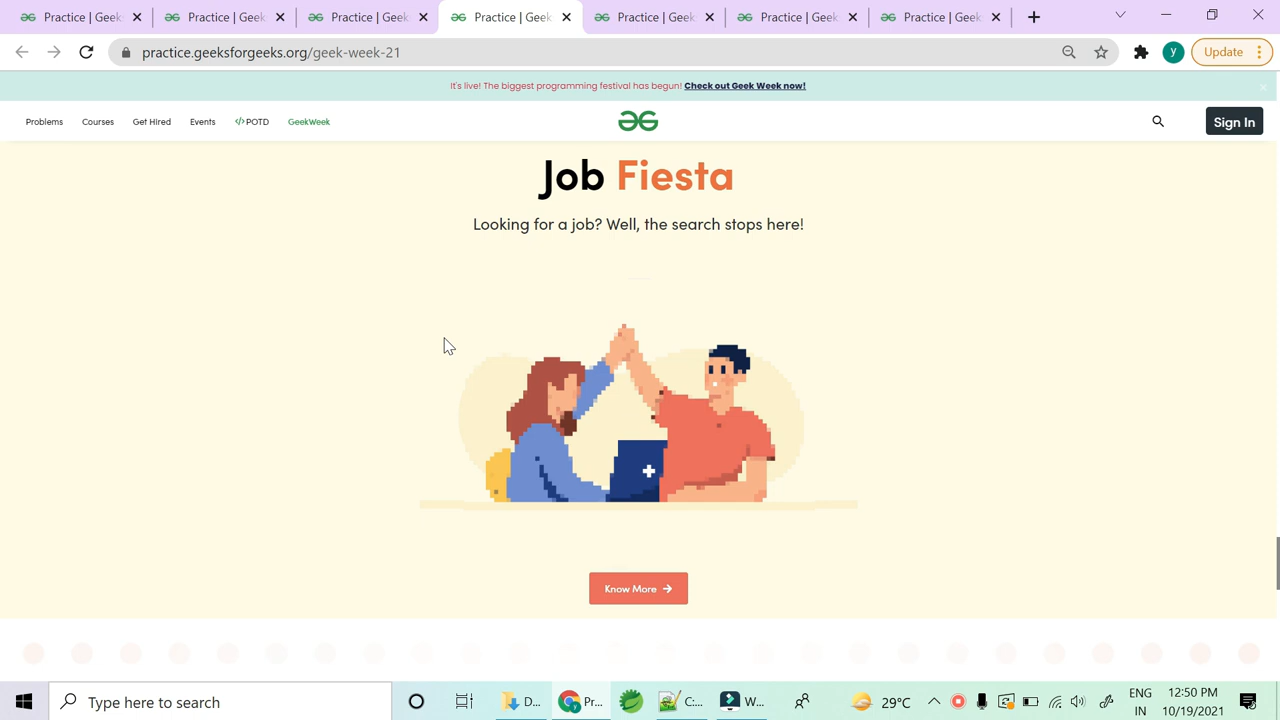 Practice | Geek
Practice | Geek
Practice | Geek
Practice | Geek
Practice | Geek
Practice | Geek
Practice | Geek
practice.geeksforgeeks.org/geek-week-21
y
Update
It's live! The biggest programming festival has begun! Check out Geek Week now!
Problems
Courses
Get Hired
Events
</>POTD
GeekWeek
Sign In
Job Fiesta
Looking for a job? Well, the search stops here!
Know More →
Type here to search
D...
Pr...
C...
W...
29°C
ENG
IN
12:50 PM
10/19/2021